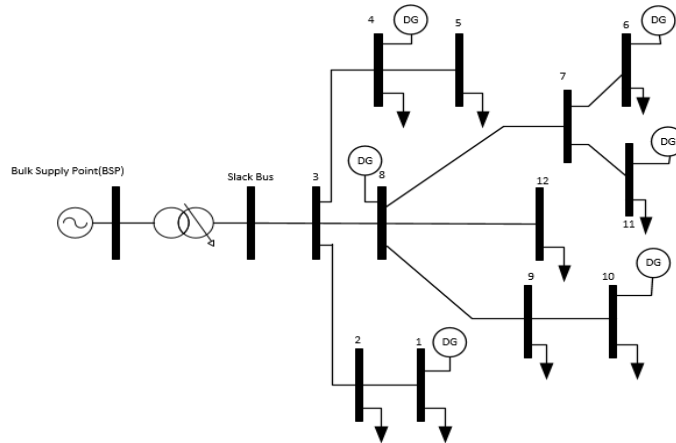 4
DG
5
6
DG
7
Bulk Supply Point(BSP)
Slack Bus
3
DG
8
DG
11
12
9
10
DG
2
1
DG